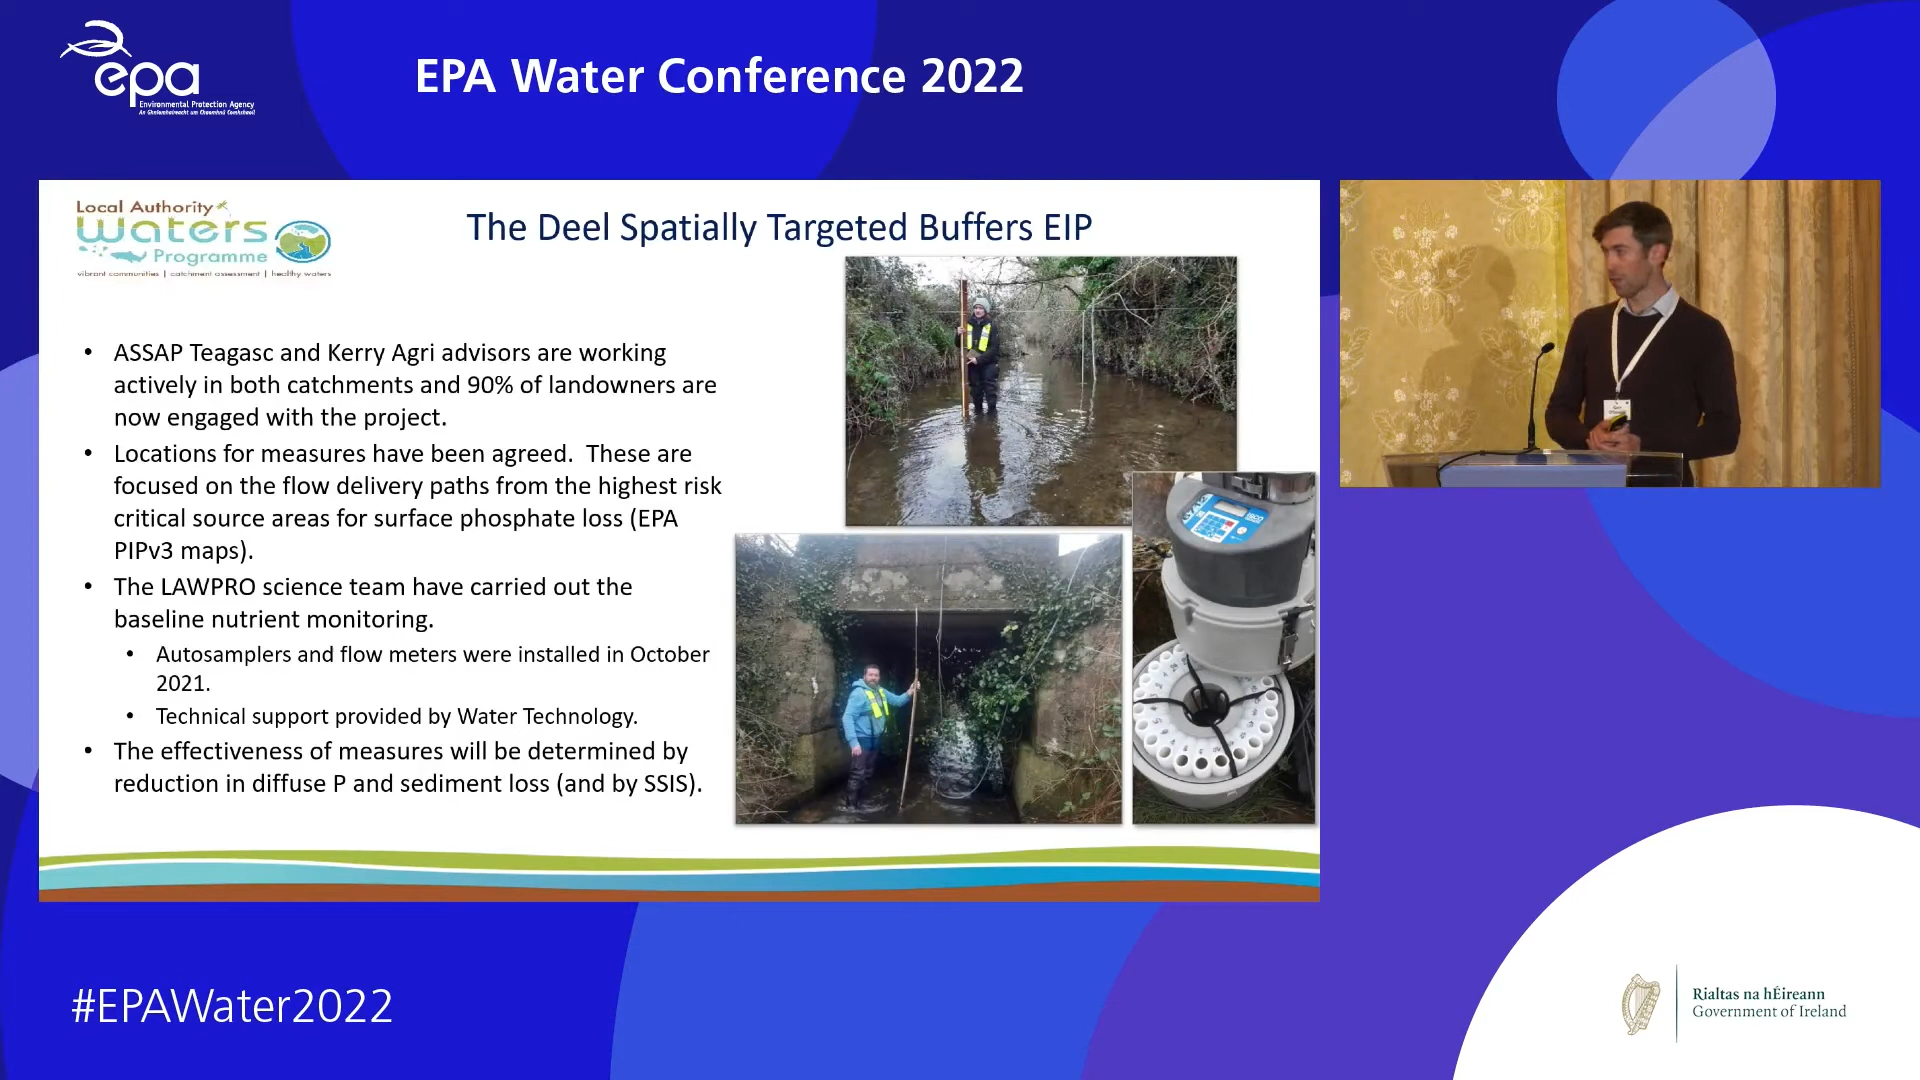 epa
Environmental Protection Agency
An Ghníomhaireacht um Chaomhnú Comhshaoil
EPA Water Conference 2022
Local Authority
Waters
Programme
vibrant communities | catchment assessment | healthy waters
The Deel Spatially Targeted Buffers EIP
• ASSAP Teagasc and Kerry Agri advisors are working
actively in both catchments and 90% of landowners are
now engaged with the project.
• Locations for measures have been agreed.  These are
focused on the flow delivery paths from the highest risk
critical source areas for surface phosphate loss (EPA
PIPv3 maps).
• The LAWPRO science team have carried out the
baseline nutrient monitoring.
• Autosamplers and flow meters were installed in October
2021.
• Technical support provided by Water Technology.
• The effectiveness of measures will be determined by
reduction in diffuse P and sediment loss (and by SSIS).
#EPAWater2022
Rialtas na hÉireann
Government of Ireland